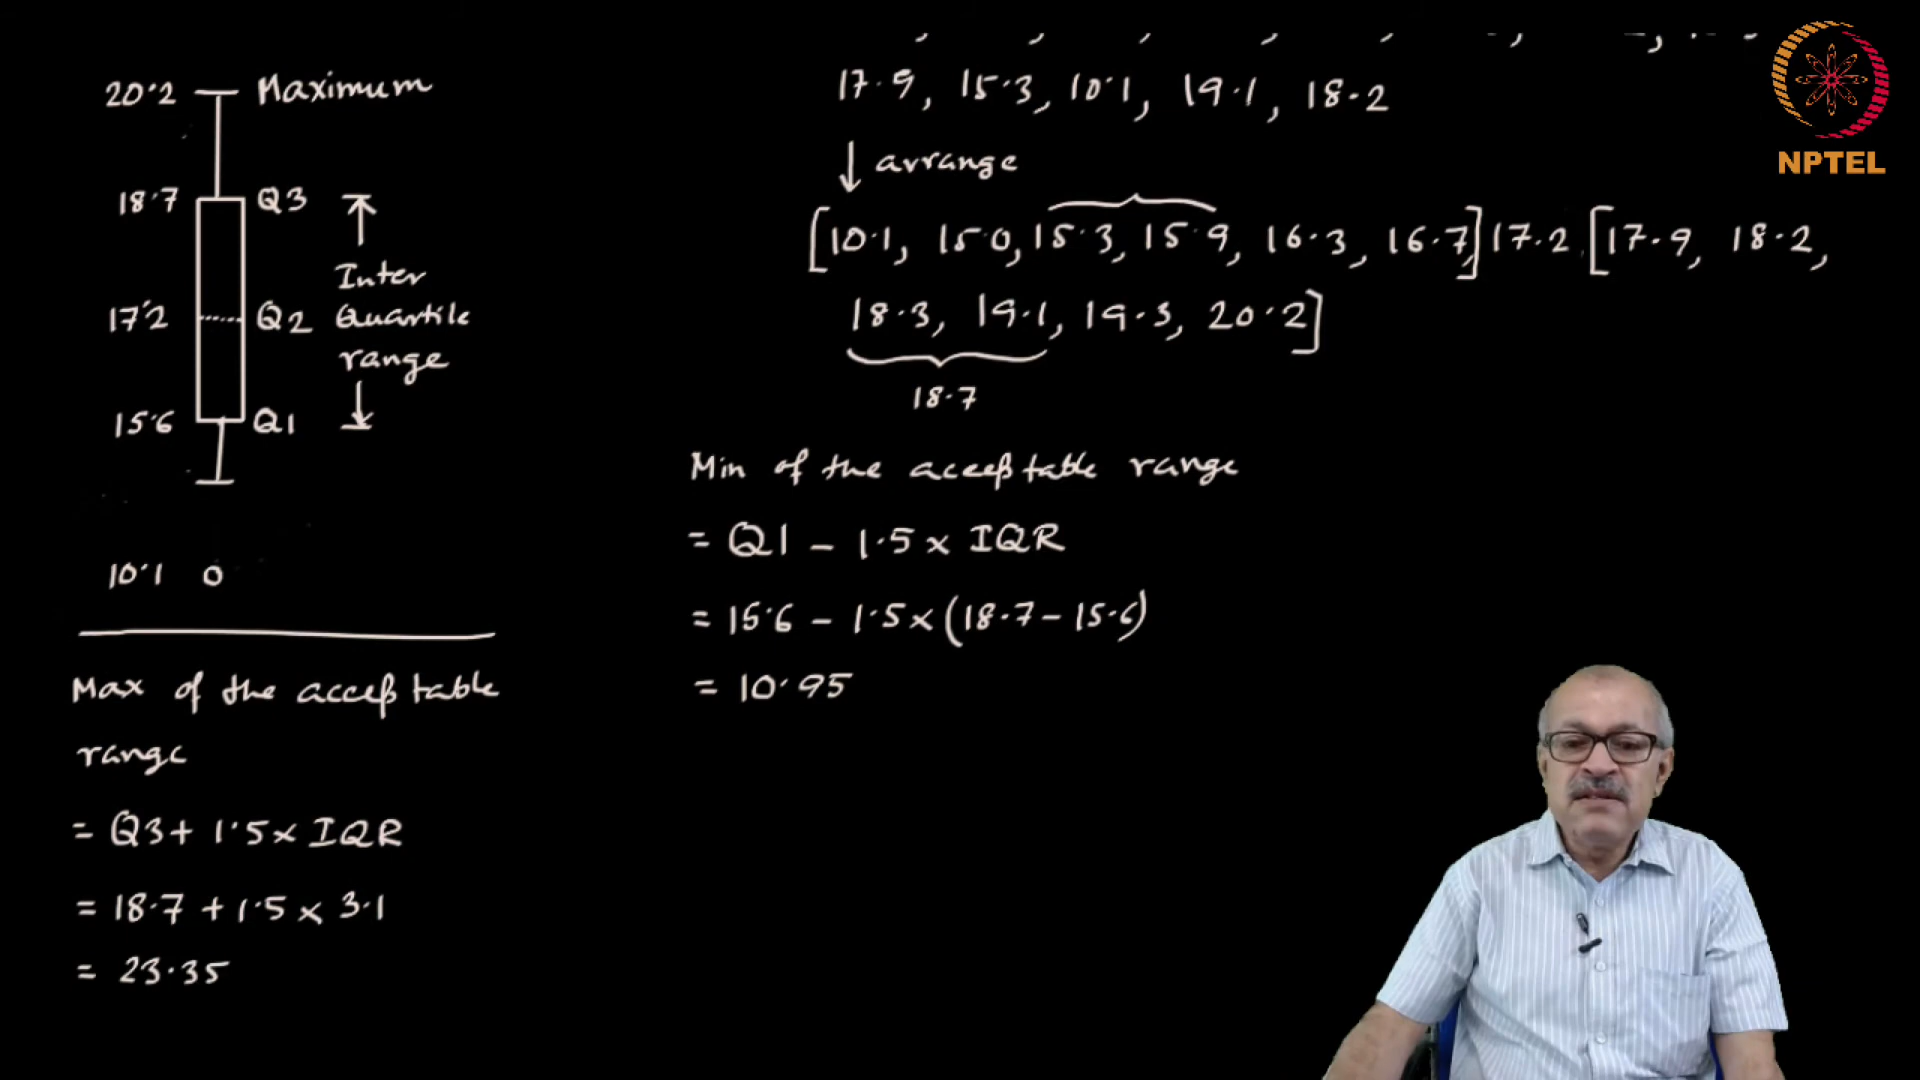 20.2 Maximum
18.7 Q3
Inter
17.2 Q2 Quartile
range
15.6 Q1
10.1 o
Max of the acceptable
range
= Q3 + 1.5 x IQR
= 18.7 + 1.5 x 3.1
= 23.35
17.9, 15.3, 10.1, 19.1, 18.2
↓ arrange
[10.1, 15.0, 15.3, 15.9, 16.3, 16.7] 17.2 [17.9, 18.2,
18.3, 19.1, 19.3, 20.2]
18.7
Min of the acceptable range
= Q1 - 1.5 x IQR
= 15.6 - 1.5 x (18.7 - 15.6)
= 10.95
NPTEL